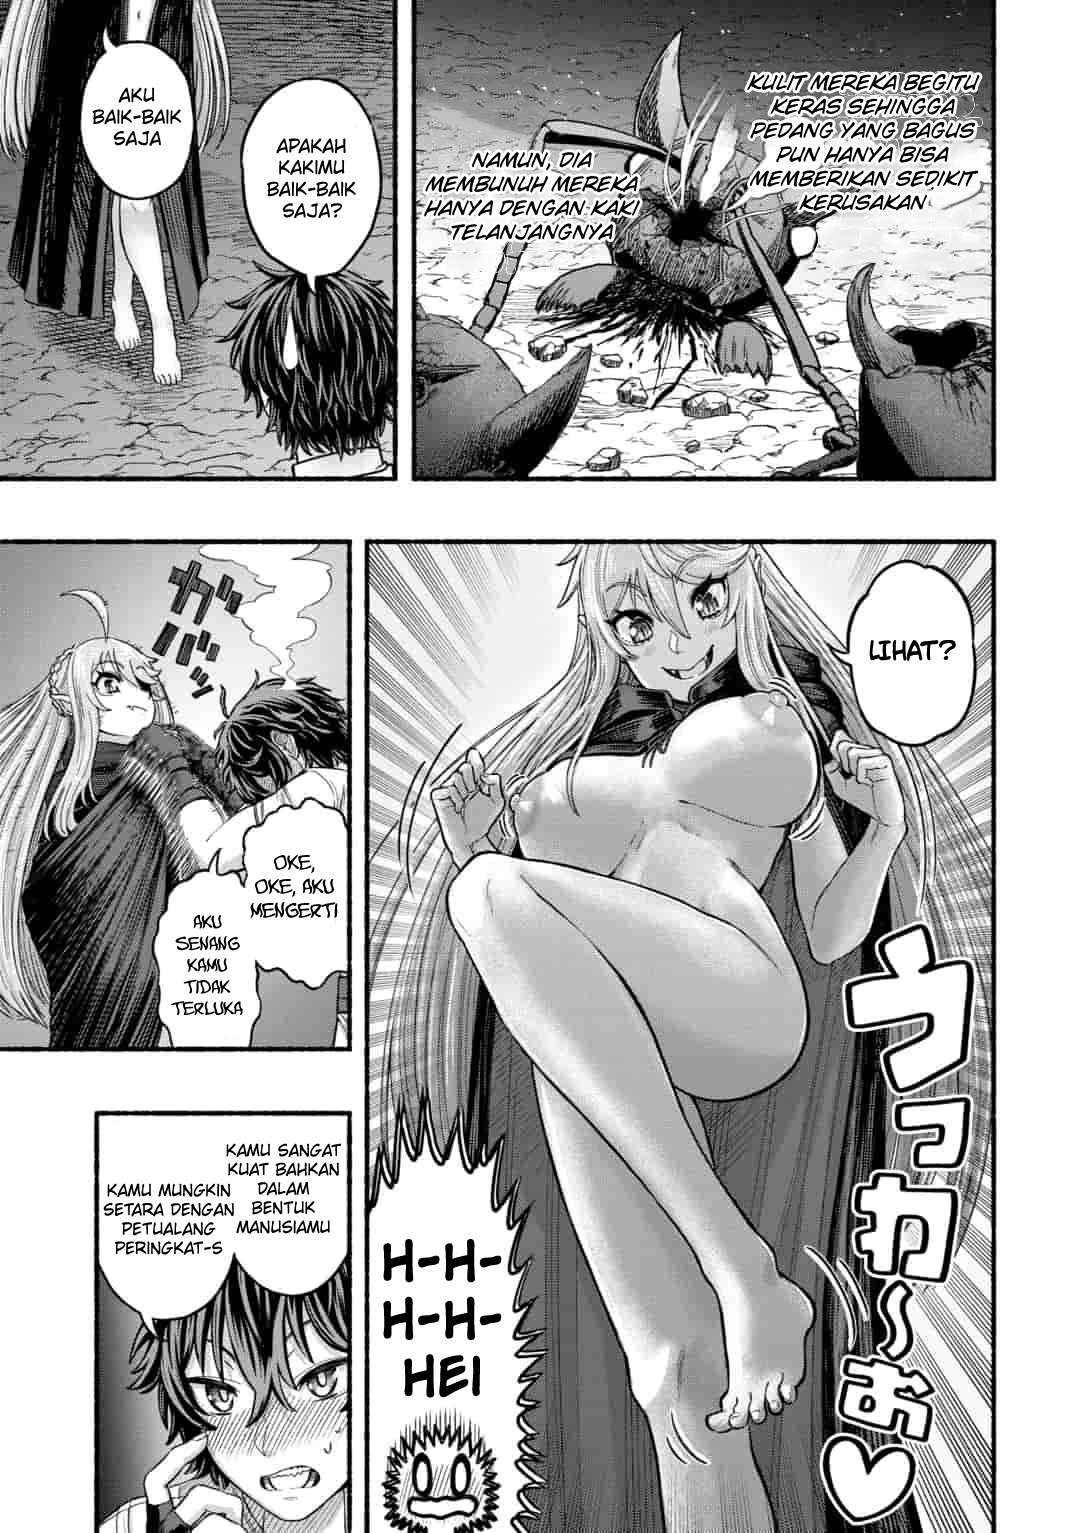 KULIT MEREKA BEGITU
KERAS SEHINGGA
PEDANG YANG BAGUS
PUN HANYA BISA
MEMBERIKAN SEDIKIT
KERUSAKAN
NAMUN, DIA
MEMBUNUH MEREKA
HANYA DENGAN KAKI
TELANJANGNYA
APAKAH
KAKIMU
BAIK-BAIK
SAJA?
AKU
BAIK-BAIK
SAJA
LIHAT?
うっわ～お♡
H-H-
H-H-
HEI
ガバッ
OKE,
OKE, AKU
MENGERTI
AKU
SENANG
KAMU
TIDAK
TERLUKA
KAMU SANGAT
KUAT BAHKAN
DALAM
BENTUK
MANUSIAMU
KAMU MUNGKIN
SETARA DENGAN
PETUALANG
PERINGKAT-S